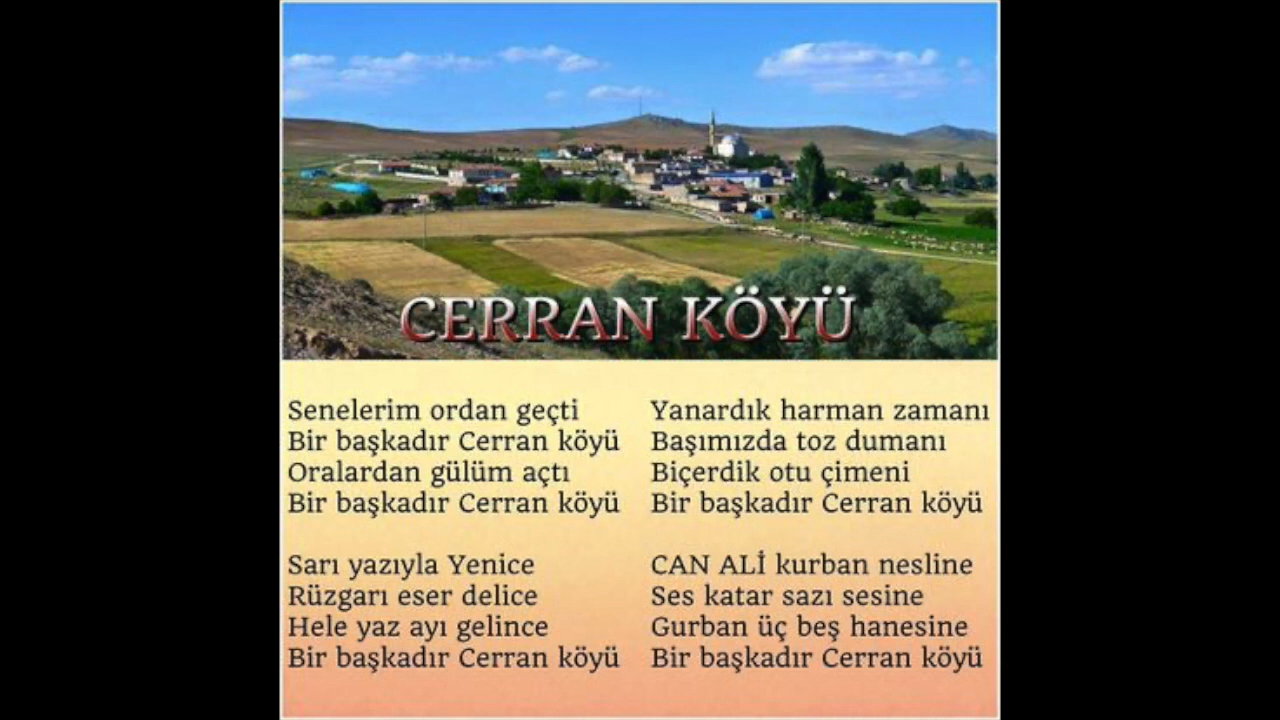 CERRAN KÖYÜ
Senelerim ordan geçti
Bir başkadır Cerran köyü
Oralardan gülüm açtı
Bir başkadır Cerran köyü
Sarı yazıyla Yenice
Rüzgarı eser delice
Hele yaz ayı gelince
Bir başkadır Cerran köyü
Yanardık harman zamanı
Başımızda toz dumanı
Biçerdik otu çimeni
Bir başkadır Cerran köyü
CAN ALİ kurban nesline
Ses katar sazı sesine
Gurban üç beş hanesine
Bir başkadır Cerran köyü